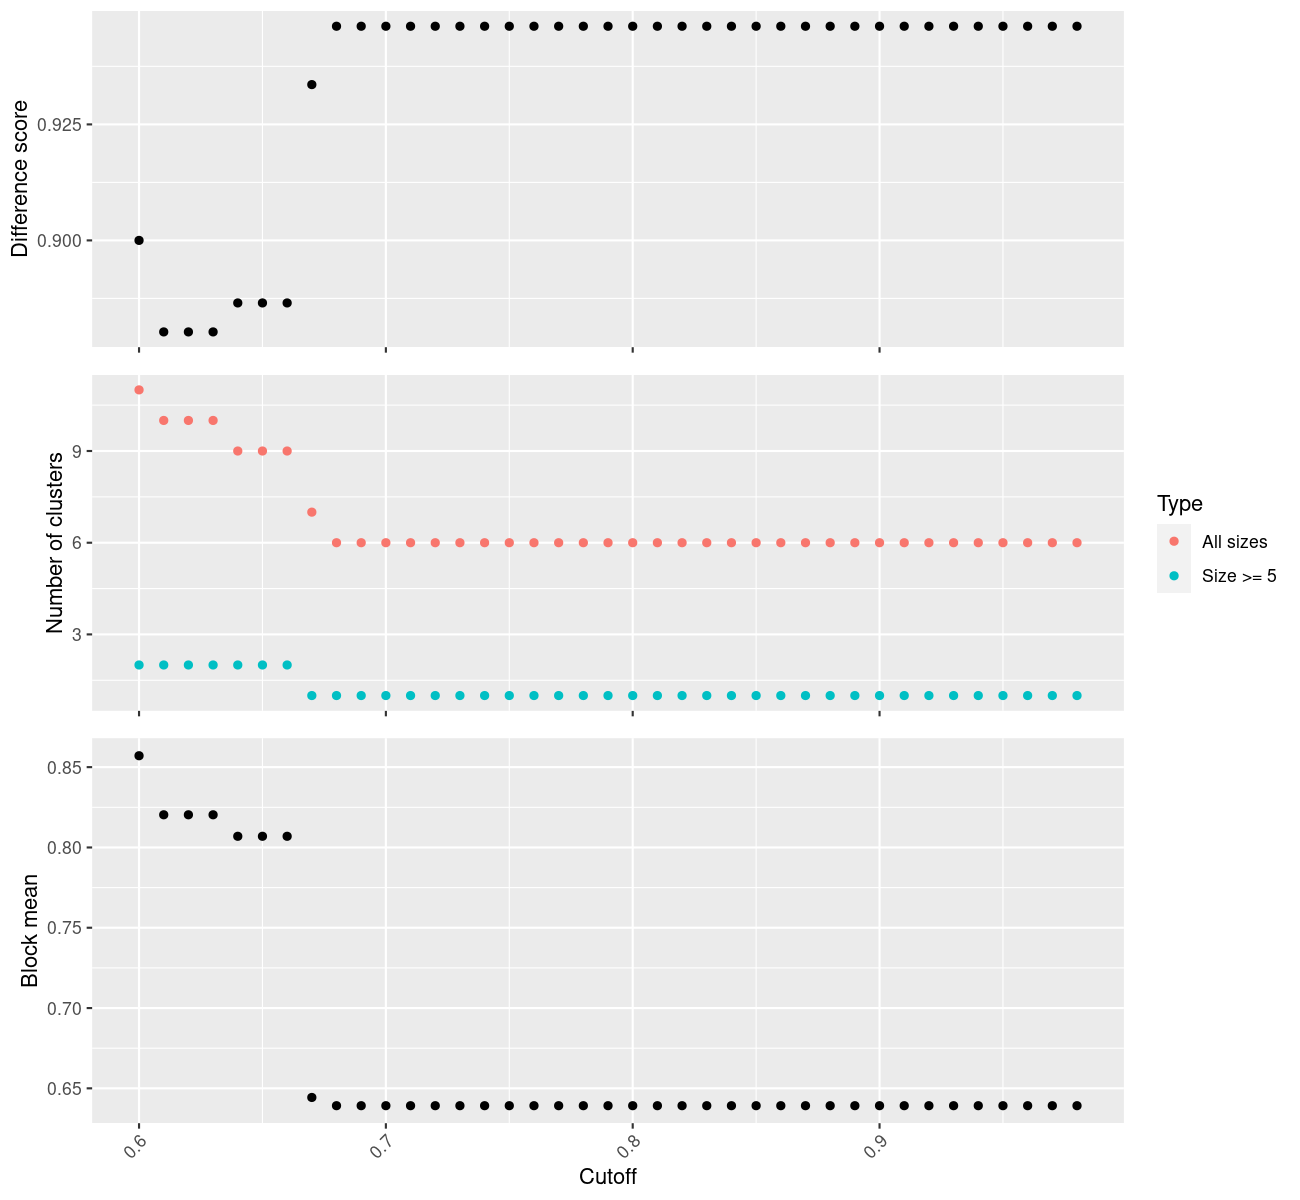 Difference score
0.925
0.900
Number of clusters
9
6
3
Type
All sizes
Size >= 5
Block mean
0.85
0.80
0.75
0.70
0.65
0.6
0.7
0.8
0.9
Cutoff